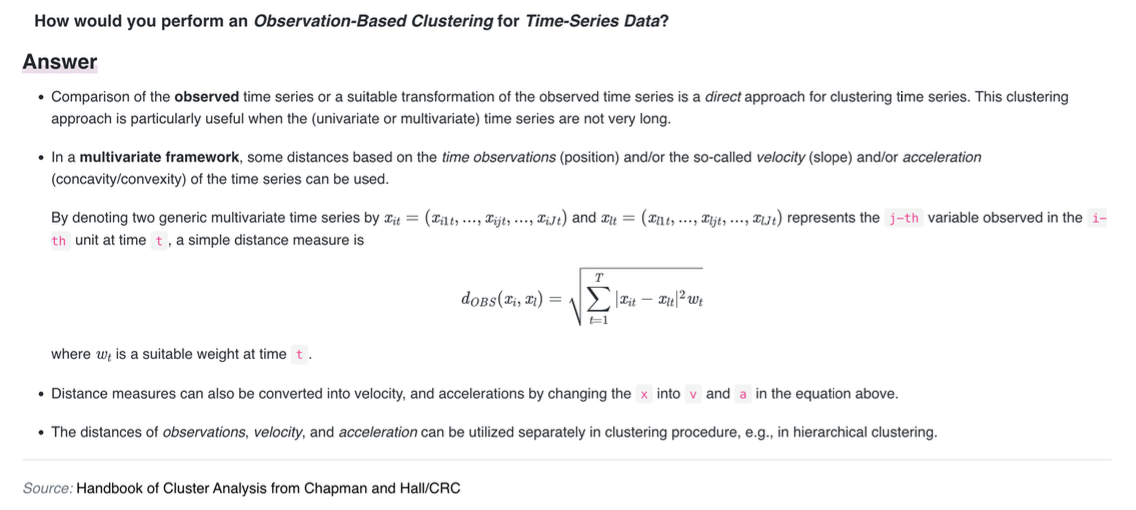 How would you perform an Observation-Based Clustering for Time-Series Data?
Answer
• Comparison of the observed time series or a suitable transformation of the observed time series is a direct approach for clustering time series. This clustering
approach is particularly useful when the (univariate or multivariate) time series are not very long.
• In a multivariate framework, some distances based on the time observations (position) and/or the so-called velocity (slope) and/or acceleration
(concavity/convexity) of the time series can be used.
By denoting two generic multivariate time series by x_{it} = (x_{i1t}, ..., x_{ijt}, ..., x_{iJt}) and x_{lt} = (x_{l1t}, ..., x_{ljt}, ..., x_{lJt}) represents the j-th variable observed in the i-
th unit at time t , a simple distance measure is
d_{OBS}(x_i, x_l) = \sqrt{\sum_{t=1}^{T} |x_{it} − x_{lt}|^2 w_t}
where w_t is a suitable weight at time t .
• Distance measures can also be converted into velocity, and accelerations by changing the x into v and a in the equation above.
• The distances of observations, velocity, and acceleration can be utilized separately in clustering procedure, e.g., in hierarchical clustering.
Source: Handbook of Cluster Analysis from Chapman and Hall/CRC